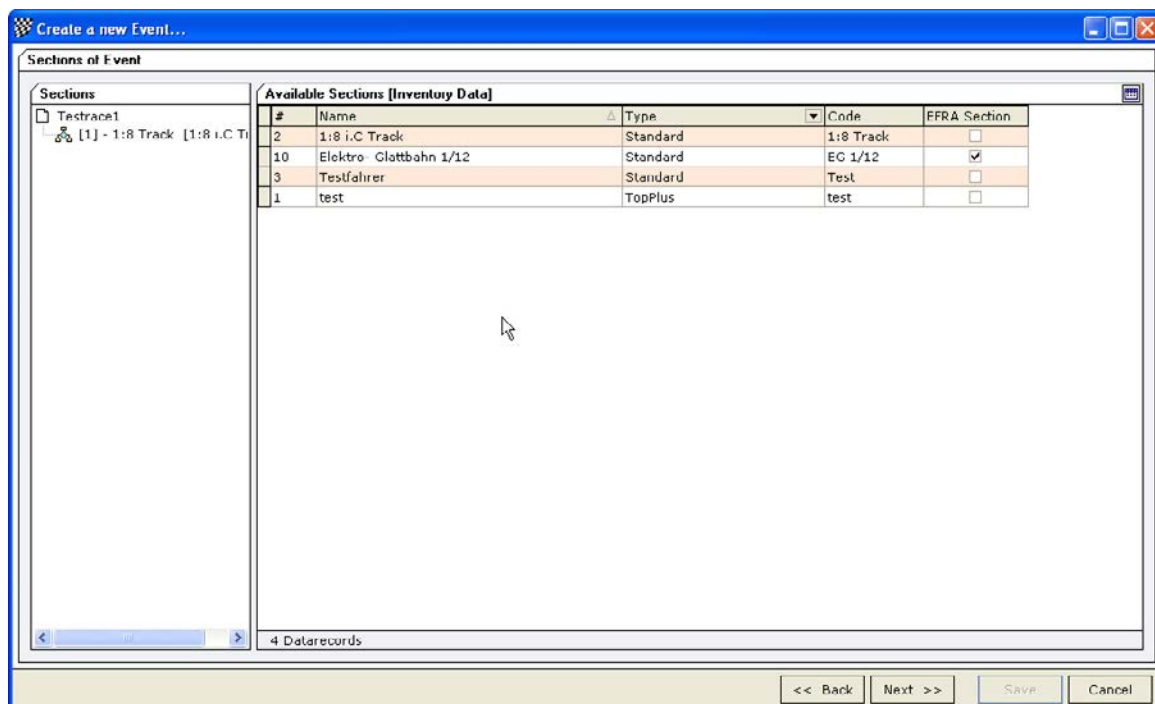 Create a new Event...
Sections of Event
Sections
Testrace1
[1] - 1:8 Track [1:8 i.C Tr
Available Sections [Inventory Data]
# Name Type Code EFRA Section
2 1:8 i.C Track Standard 1:8 Track
10 Elektro- Glattbahn 1/12 Standard EG 1/12
3 Testfahrer Standard Test
1 test TopPlus test
4 Datarecords
<< Back Next >> Save Cancel